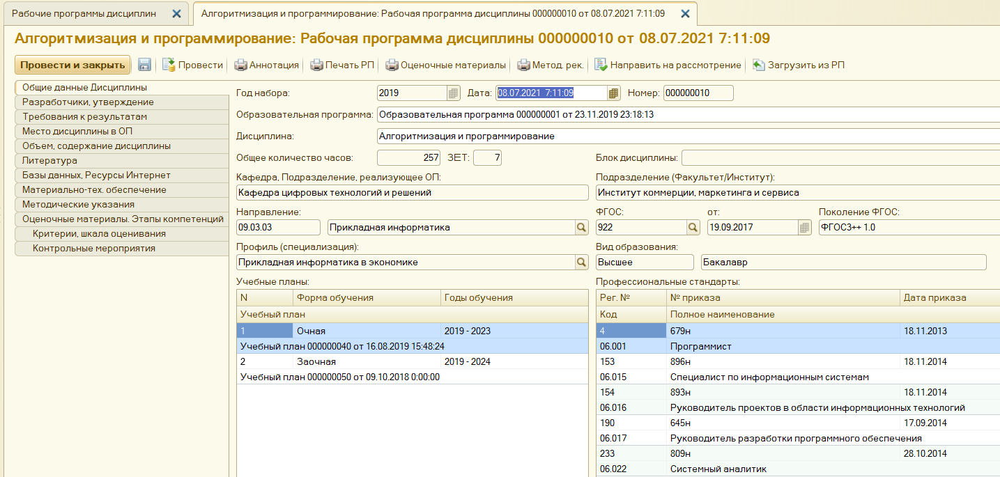 Рабочие программы дисциплин
Алгоритмизация и программирование: Рабочая программа дисциплины 000000010 от 08.07.2021 7:11:09
Алгоритмизация и программирование: Рабочая программа дисциплины 000000010 от 08.07.2021 7:11:09
Провести и закрыть Провести Аннотация Печать РП Оценочные материалы Метод. рек. Направить на рассмотрение Загрузить из РП
Общие данные Дисциплины
Разработчики, утверждение
Требования к результатам
Место дисциплины в ОП
Объем, содержание дисциплины
Литература
Базы данных, Ресурсы Интернет
Материально-тех. обеспечение
Методические указания
Оценочные материалы. Этапы компетенций
Критерии, шкала оценивания
Контрольные мероприятия
Год набора: 2019 Дата: 08.07.2021 7:11:09 Номер: 000000010
Образовательная программа: Образовательная программа 000000001 от 23.11.2019 23:18:13
Дисциплина: Алгоритмизация и программирование
Общее количество часов: 257 ЗЕТ: 7 Блок дисциплины:
Кафедра, Подразделение, реализующее ОП: Подразделение (Факультет/Институт):
Кафедра цифровых технологий и решений Институт коммерции, маркетинга и сервиса
Направление: ФГОС: от: Поколение ФГОС:
09.03.03 Прикладная информатика 922 19.09.2017 ФГОС3++ 1.0
Профиль (специализация): Вид образования:
Прикладная информатика в экономике Высшее Бакалавр
Учебные планы:
N Форма обучения Годы обучения
Учебный план
1 Очная 2019 - 2023
Учебный план 000000040 от 16.08.2019 15:48:24
2 Заочная 2019 - 2024
Учебный план 000000050 от 09.10.2018 0:00:00
Профессиональные стандарты:
Рег. № № приказа Дата приказа
Код Полное наименование
4 679н 18.11.2013
06.001 Программист
153 896н 18.11.2014
06.015 Специалист по информационным системам
154 893н 18.11.2014
06.016 Руководитель проектов в области информационных технологий
190 645н 17.09.2014
06.017 Руководитель разработки программного обеспечения
233 809н 28.10.2014
06.022 Системный аналитик